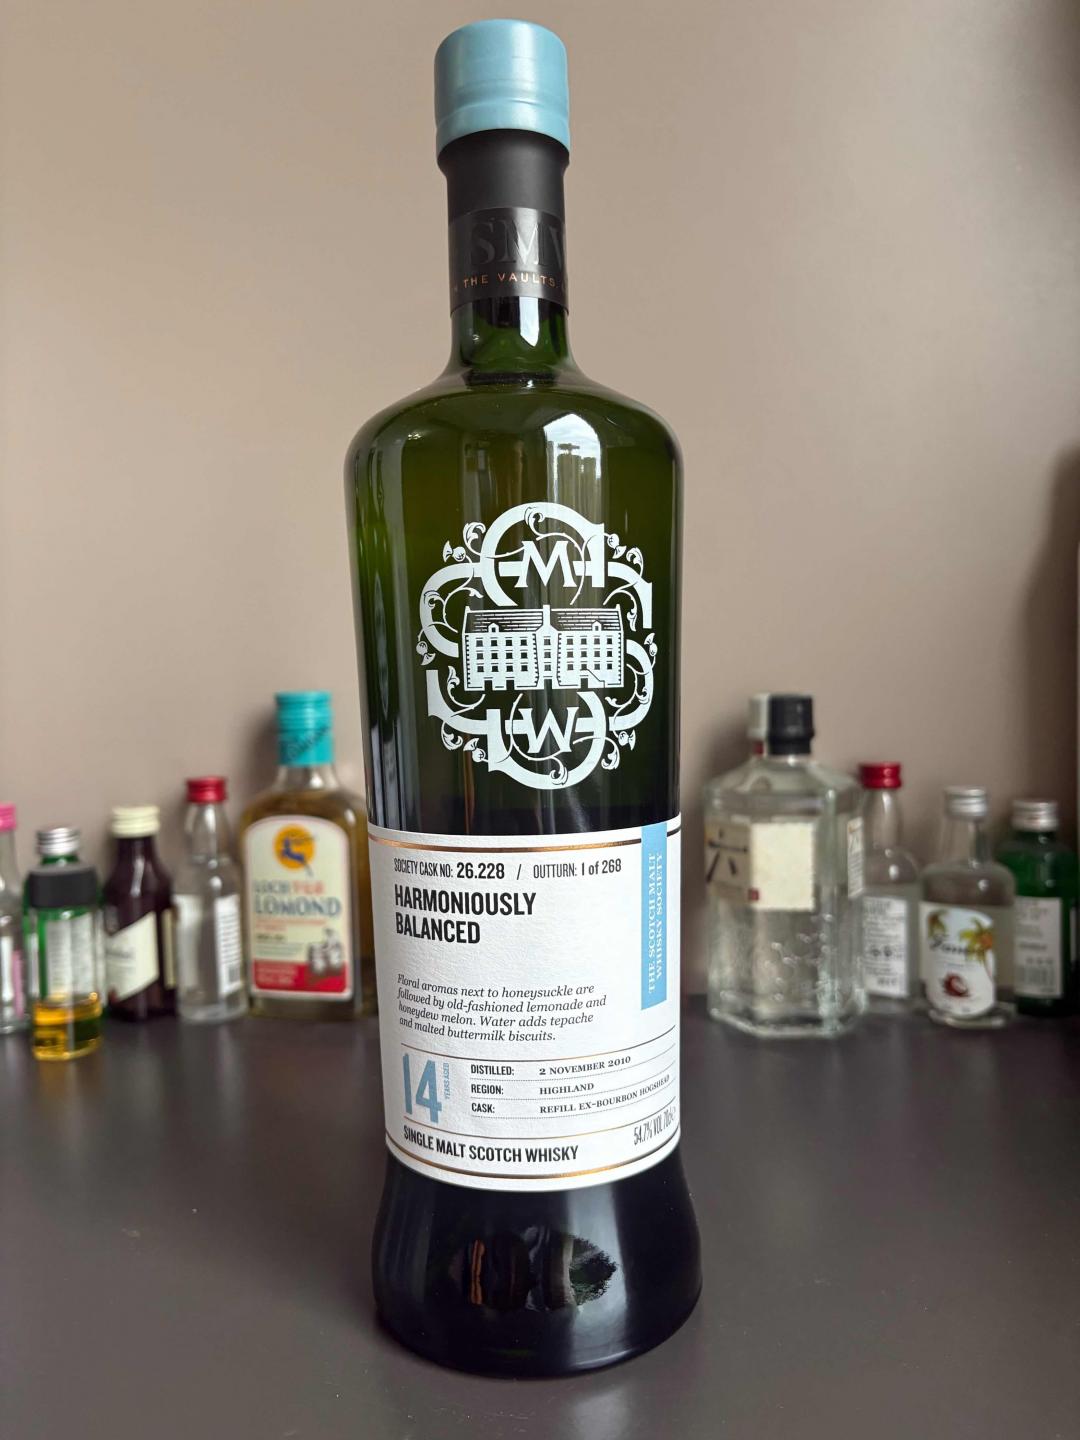 SMW
N THE VAULTS
M
W
SOCIETY CASK NO: 26.228 / OUTTURN: 1 of 268
HARMONIOUSLY
BALANCED
THE SCOTCH MALT
WHISKY SOCIETY
Floral aromas next to honeysuckle are
followed by old-fashioned lemonade and
honeydew melon. Water adds tepache
and malted buttermilk biscuits.
14
YEARS AGED
DISTILLED: 2 NOVEMBER 2010
REGION: HIGHLAND
CASK: REFILL EX-BOURBON HOGSHEAD
SINGLE MALT SCOTCH WHISKY
54.7% VOL 70cl
LOCH
LOMOND
六